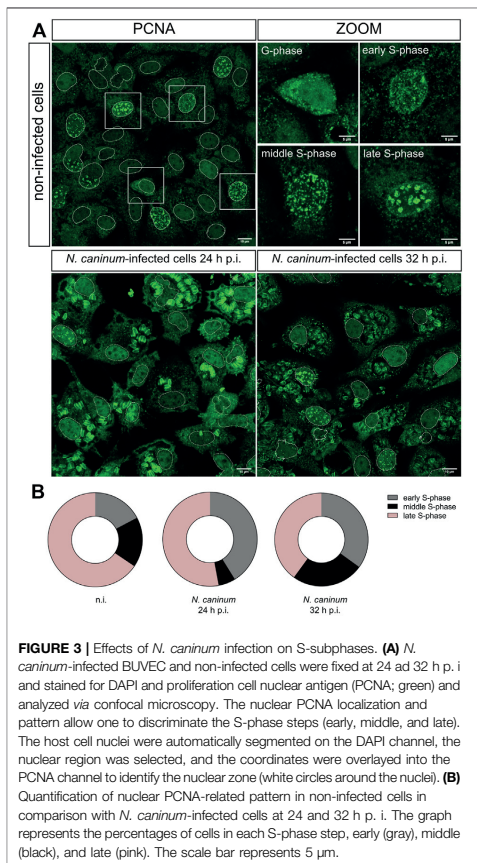 A
PCNA
ZOOM
non-infected cells
G-phase
early S-phase
middle S-phase
late S-phase
N. caninum-infected cells 24 h p.i.
N. caninum-infected cells 32 h p.i.
B
early S-phase
middle S-phase
late S-phase
n.i.
N. caninum
24 h p.i.
N. caninum
32 h p.i.
FIGURE 3 | Effects of N. caninum infection on S-subphases. (A) N.
caninum-infected BUVEC and non-infected cells were fixed at 24 ad 32 h p. i
and stained for DAPI and proliferation cell nuclear antigen (PCNA; green) and
analyzed via confocal microscopy. The nuclear PCNA localization and
pattern allow one to discriminate the S-phase steps (early, middle, and late).
The host cell nuclei were automatically segmented on the DAPI channel, the
nuclear region was selected, and the coordinates were overlayed into the
PCNA channel to identify the nuclear zone (white circles around the nuclei). (B)
Quantification of nuclear PCNA-related pattern in non-infected cells in
comparison with N. caninum-infected cells at 24 and 32 h p. i. The graph
represents the percentages of cells in each S-phase step, early (gray), middle
(black), and late (pink). The scale bar represents 5 μm.